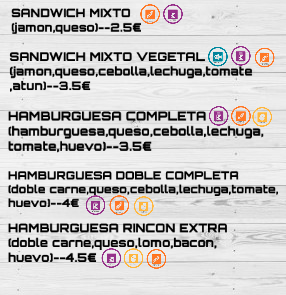 SANDWICH MIXTO
(jamon,queso)--2.5€
SANDWICH MIXTO VEGETAL
(jamon,queso,cebolla,lechuga,tomate
,atun)--3.5€
HAMBURGUESA COMPLETA
(hamburguesa,queso,cebolla,lechuga,
tomate,huevo)--3.5€
HAMBURGUESA DOBLE COMPLETA
(doble carne,queso,cebolla,lechuga,tomate,
huevo)--4€
HAMBURGUESA RINCON EXTRA
(doble carne,queso,lomo,bacon,
huevo)--4.5€